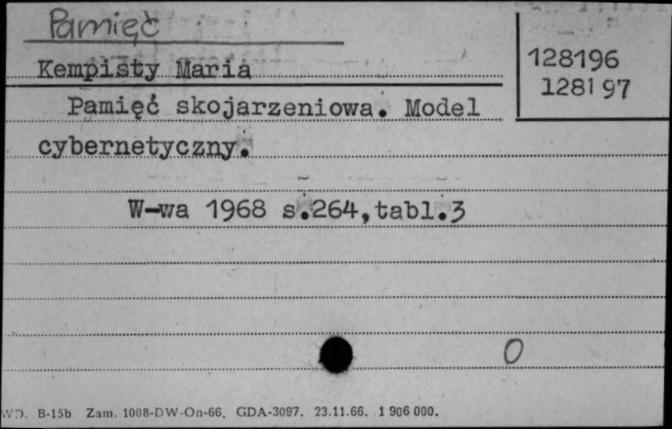 Pamięć
Kempisty Maria
128196
128197
Pamięć skojarzeniowa. Model
cybernetyczny.
W-wa 1968 s.264,tabl.3
0
WD. B-15b Zam. 1008-DW-On-66. GDA-3097. 23.11.66. 1 906 000.